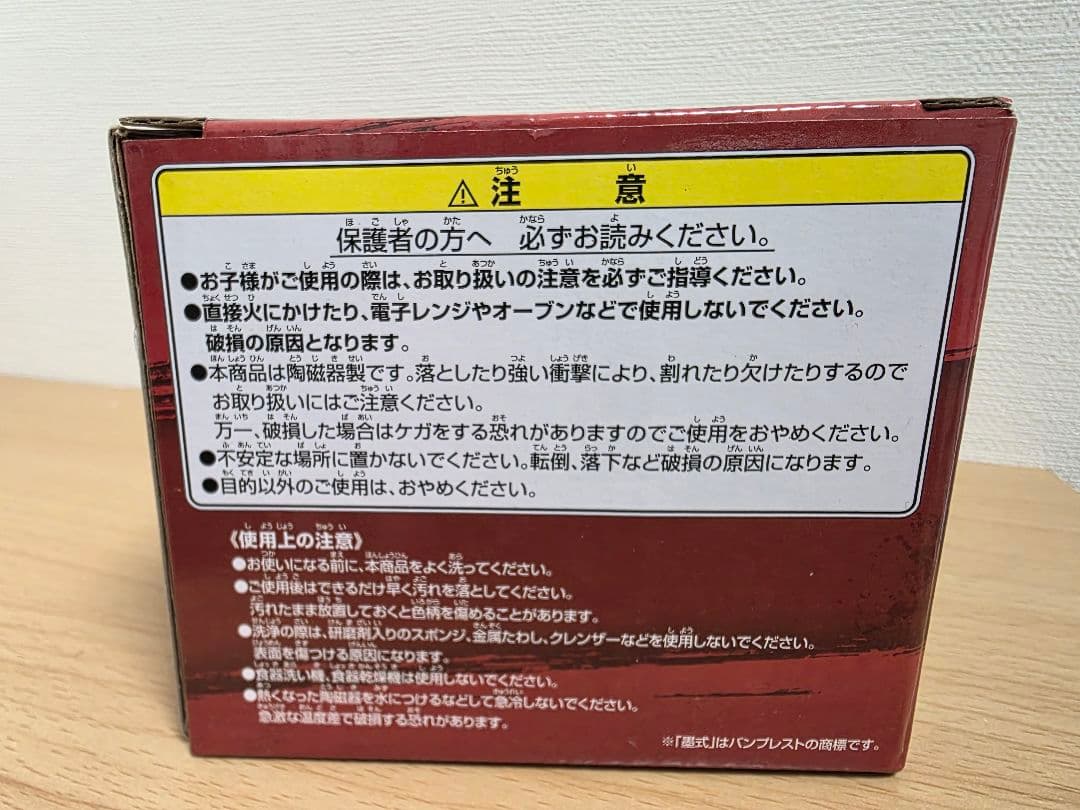 ⚠注意
保護者の方へ 必ずお読みください。
●お子様がご使用の際は、お取り扱いの注意を必ずご指導ください。
●直接火にかけたり、電子レンジやオーブンなどで使用しないでください。
破損の原因となります。
●本商品は陶磁器製です。落としたり強い衝撃により、割れたり欠けたりするので
お取り扱いにはご注意ください。
万一、破損した場合はケガをする恐れがありますのでご使用をおやめください。
●不安定な場所に置かないでください。転倒、落下など破損の原因になります。
●目的以外のご使用は、おやめください。
《使用上の注意》
●お使いになる前に、本商品をよく洗ってください。
●ご使用後はできるだけ早く汚れを落としてください。
汚れたまま放置しておくと色柄を傷めることがあります。
●洗浄の際は、研磨剤入りのスポンジ、金属たわし、クレンザーなどを使用しないでください。
表面を傷つける原因になります。
●食器洗い機、食器乾燥機は使用しないでください。
●熱くなった陶磁器を水につけるなどして急冷しないでください。
急激な温度差で破損する恐れがあります。
※「墨式」はバンプレストの商標です。